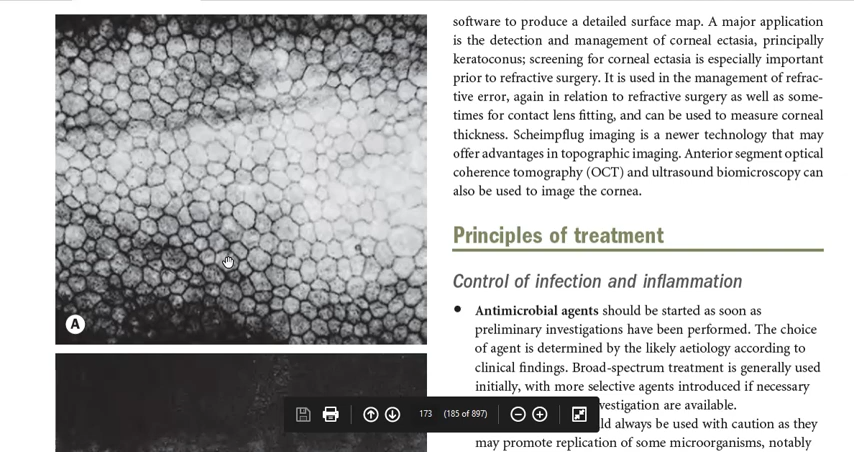 software to produce a detailed surface map. A major application
is the detection and management of corneal ectasia, principally
keratoconus; screening for corneal ectasia is especially important
prior to refractive surgery. It is used in the management of refrac-
tive error, again in relation to refractive surgery as well as some-
times for contact lens fitting, and can be used to measure corneal
thickness. Scheimpflug imaging is a newer technology that may
offer advantages in topographic imaging. Anterior segment optical
coherence tomography (OCT) and ultrasound biomicroscopy can
also be used to image the cornea.
Principles of treatment
Control of infection and inflammation
• Antimicrobial agents should be started as soon as
preliminary investigations have been performed. The choice
of agent is determined by the likely aetiology according to
clinical findings. Broad-spectrum treatment is generally used
initially, with more selective agents introduced if necessary
are available.
always be used with caution as they
may promote replication of some microorganisms, notably
A
173 (185 of 897)